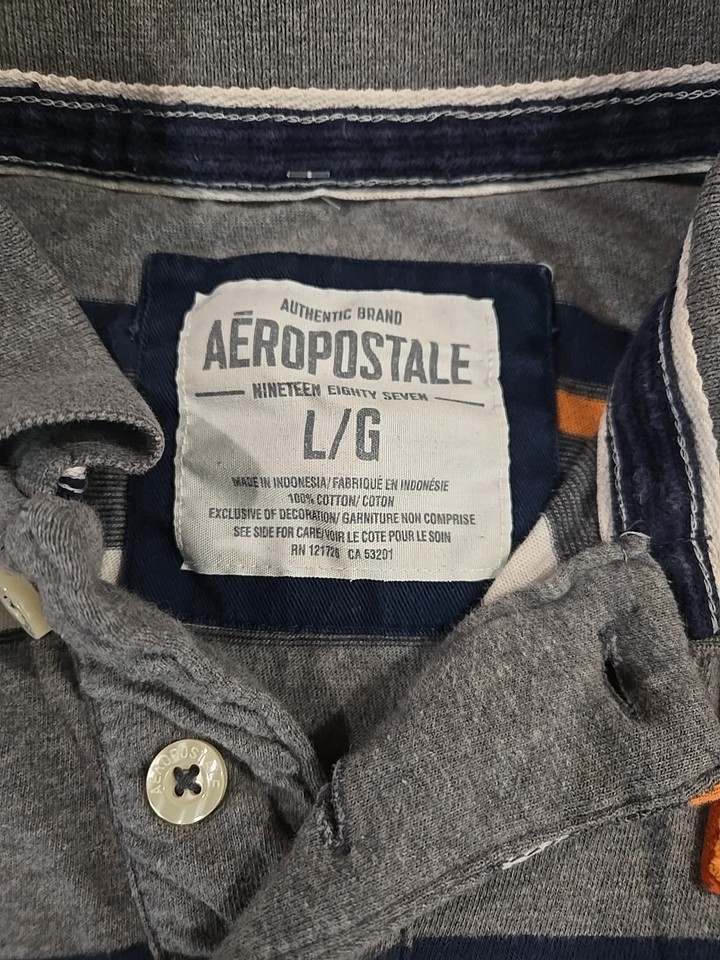 AUTHENTIC BRAND
AĒROPOSTALE
NINETEEN EIGHTY SEVEN
L/G
MADE IN INDONESIA/FABRIQUÉ EN INDONÉSIE
100% COTTON/COTON
EXCLUSIVE OF DECORATION/GARNITURE NON COMPRISE
SEE SIDE FOR CARE/VOIR LE COTE POUR LE SOIN
RN 121726 CA 53201
AEROPOSTALE